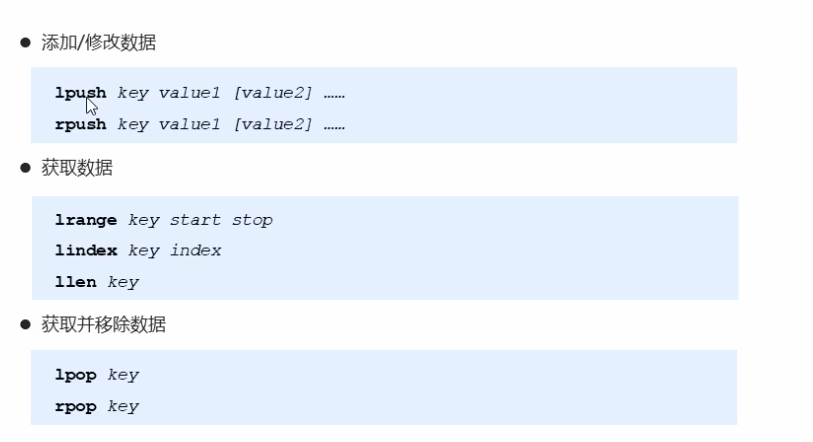 ● 添加/修改数据
lpush key value1 [value2] ……
rpush key value1 [value2] ……
● 获取数据
lrange key start stop
lindex key index
llen key
● 获取并移除数据
lpop key
rpop key